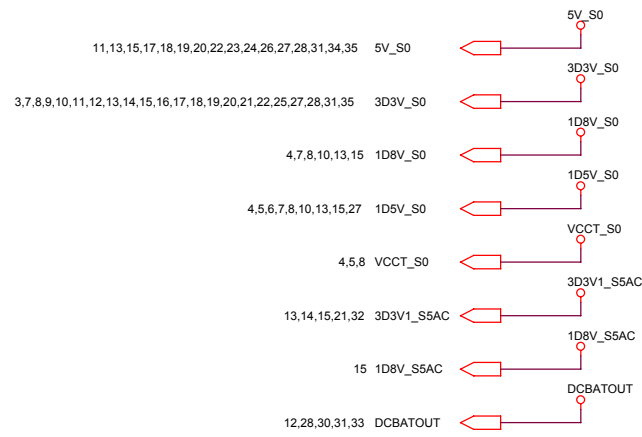 5V_S0
11,13,15,17,18,19,20,22,23,24,26,27,28,31,34,35 5V_S0
3D3V_S0
3,7,8,9,10,11,12,13,14,15,16,17,18,19,20,21,22,25,27,28,31,35 3D3V_S0
1D8V_S0
4,7,8,10,13,15 1D8V_S0
1D5V_S0
4,5,6,7,8,10,13,15,27 1D5V_S0
VCCT_S0
4,5,8 VCCT_S0
3D3V1_S5AC
13,14,15,21,32 3D3V1_S5AC
1D8V_S5AC
15 1D8V_S5AC
DCBATOUT
12,28,30,31,33 DCBATOUT